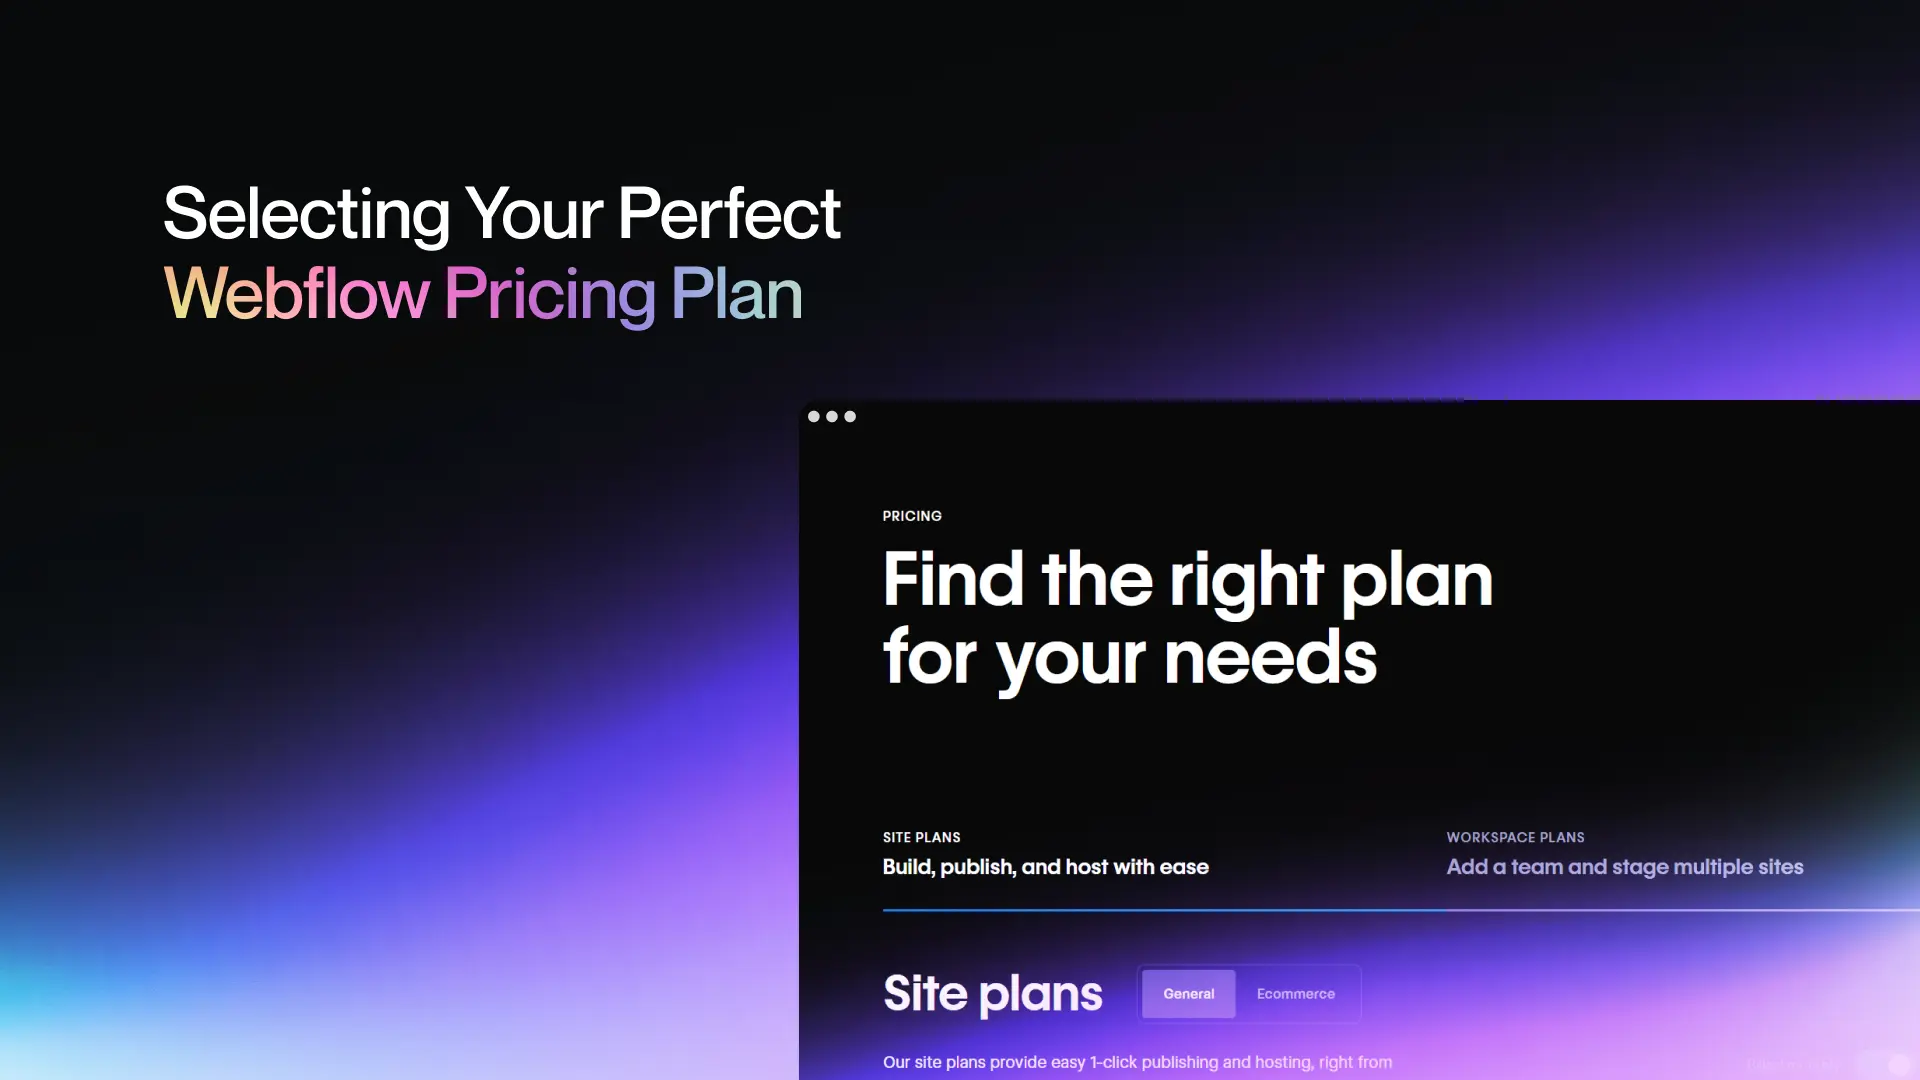 Selecting Your Perfect
Webflow Pricing Plan
PRICING
Find the right plan
for your needs
SITE PLANS
Build, publish, and host with ease
WORKSPACE PLANS
Add a team and stage multiple sites
Site plans
General
Ecommerce
Our site plans provide easy 1-click publishing and hosting, right from